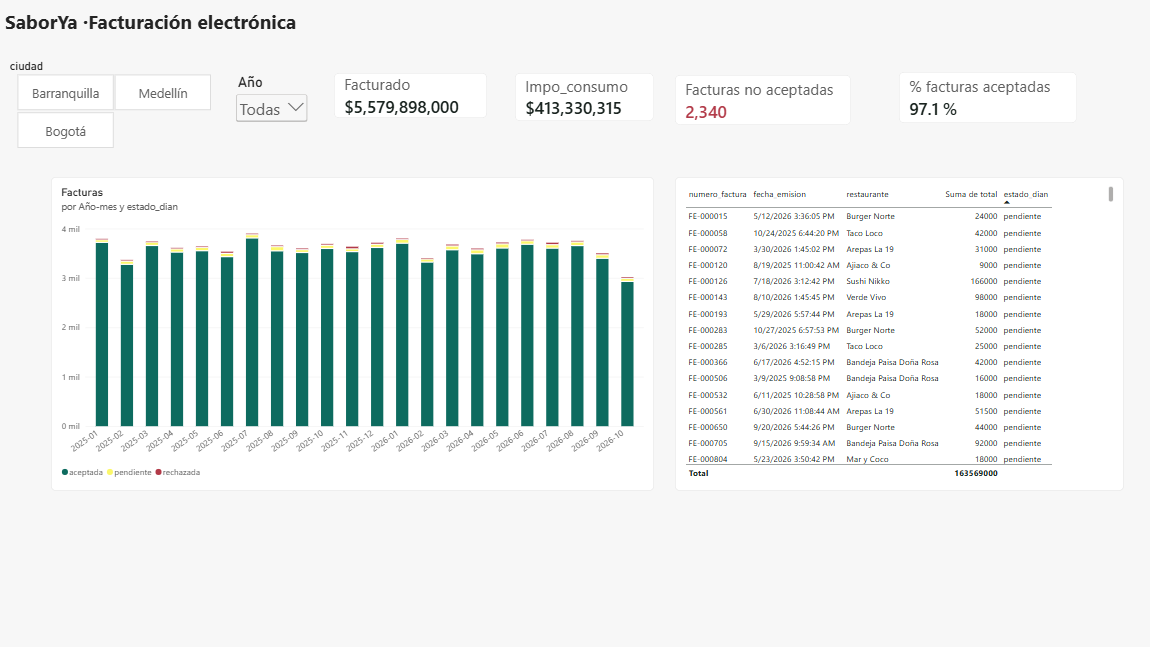 SaborYa ·Facturación electrónica
ciudad
Barranquilla
Medellín
Bogotá
Año
Todas
Facturado
$5,579,898,000
Impo_consumo
$413,330,315
Facturas no aceptadas
2,340
% facturas aceptadas
97.1 %
Facturas
por Año-mes y estado_dian
4 mil
3 mil
2 mil
1 mil
0 mil
2025-01
2025-02
2025-03
2025-04
2025-05
2025-06
2025-07
2025-08
2025-09
2025-10
2025-11
2025-12
2026-01
2026-02
2026-03
2026-04
2026-05
2026-06
2026-07
2026-08
2026-09
2026-10
aceptada pendiente rechazada
numero_factura fecha_emision restaurante Suma de total estado_dian
FE-000015 5/12/2026 3:36:05 PM Burger Norte 24000 pendiente
FE-000058 10/24/2025 6:44:20 PM Taco Loco 42000 pendiente
FE-000072 3/30/2026 1:45:02 PM Arepas La 19 31000 pendiente
FE-000120 8/19/2025 11:00:42 AM Ajiaco & Co 9000 pendiente
FE-000126 7/18/2026 3:12:42 PM Sushi Nikko 166000 pendiente
FE-000143 8/10/2026 1:45:45 PM Verde Vivo 98000 pendiente
FE-000193 5/29/2026 5:57:44 PM Arepas La 19 18000 pendiente
FE-000283 10/27/2025 6:57:53 PM Burger Norte 52000 pendiente
FE-000285 3/6/2026 3:16:49 PM Taco Loco 25000 pendiente
FE-000366 6/17/2026 4:52:15 PM Bandeja Paisa Doña Rosa 42000 pendiente
FE-000506 3/9/2025 9:08:58 PM Bandeja Paisa Doña Rosa 16000 pendiente
FE-000532 6/11/2025 10:28:58 PM Ajiaco & Co 18000 pendiente
FE-000561 6/30/2026 11:08:44 AM Arepas La 19 51500 pendiente
FE-000650 9/20/2026 5:44:26 PM Burger Norte 44000 pendiente
FE-000705 9/15/2026 9:59:34 AM Bandeja Paisa Doña Rosa 92000 pendiente
FE-000804 5/23/2026 3:50:42 PM Mar y Coco 18000 pendiente
Total 163569000